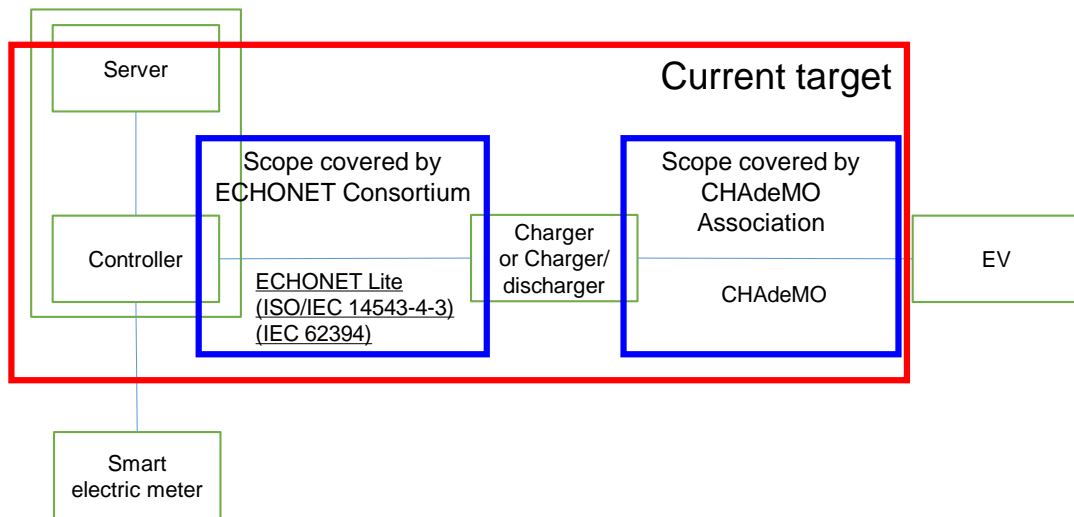 Server
Current target
Scope covered by
ECHONET Consortium
Scope covered by
CHAdeMO
Association
Controller
ECHONET Lite
(ISO/IEC 14543-4-3)
(IEC 62394)
Charger
or Charger/
discharger
CHAdeMO
EV
Smart
electric meter